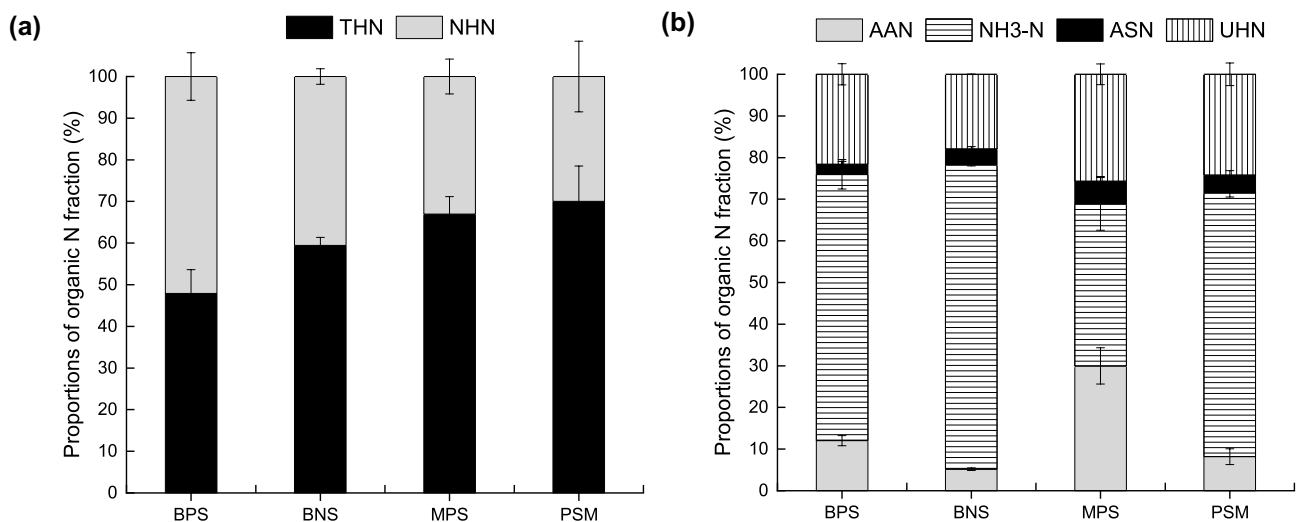 (a)
THN NHN
Proportions of organic N fraction (%)
100
90
80
70
60
50
40
30
20
10
0
BPS BNS MPS PSM
(b)
AAN NH3-N ASN UHN
Proportions of organic N fraction (%)
100
90
80
70
60
50
40
30
20
10
0
BPS BNS MPS PSM